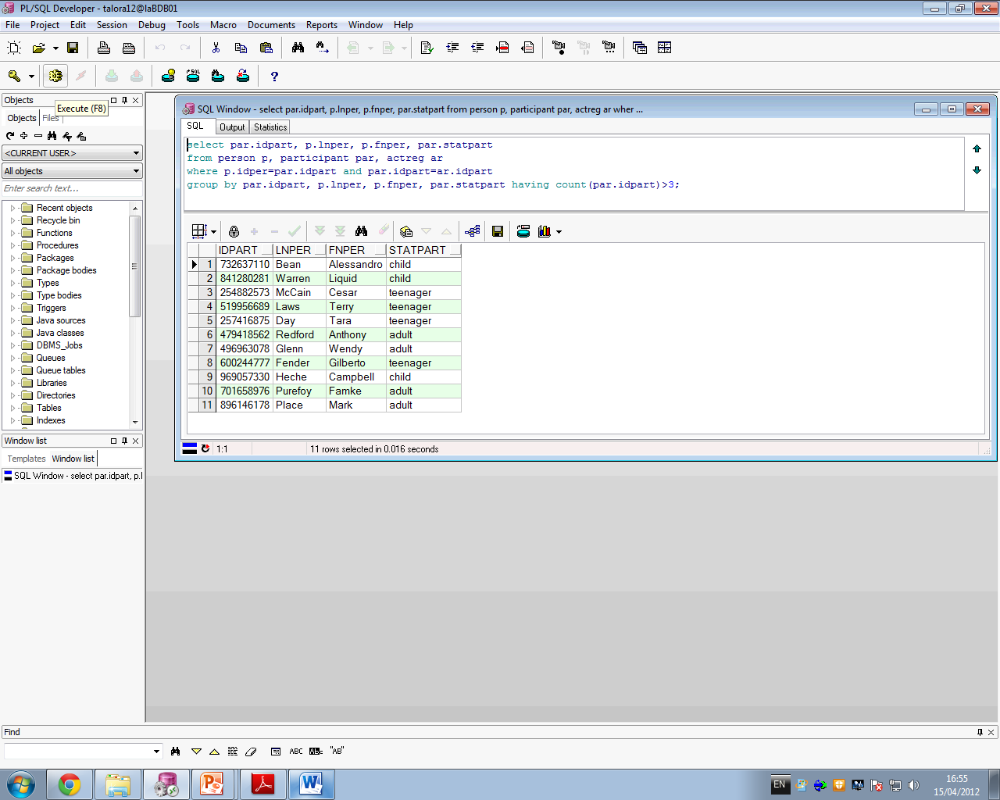 PL/SQL Developer - talora12@laBDB01
File Project Edit Session Debug Tools Macro Documents Reports Window Help
SQL
?
Objects
Execute (F8)
Objects Files
<CURRENT USER>
All objects
Enter search text...
Recent objects
Recycle bin
Functions
Procedures
Packages
Package bodies
Types
Type bodies
Triggers
Java sources
Java classes
DBMS_Jobs
Queues
Queue tables
Libraries
Directories
Tables
Indexes
Window list
Templates Window list
SQL Window - select par.idpart, p.l
SQL Window - select par.idpart, p.lnper, p.fnper, par.statpart from person p, participant par, actreg ar wher ...
SQL Output Statistics
select par.idpart, p.lnper, p.fnper, par.statpart
from person p, participant par, actreg ar
where p.idper=par.idpart and par.idpart=ar.idpart
group by par.idpart, p.lnper, p.fnper, par.statpart having count(par.idpart)>3;
IDPART LNPER FNPER STATPART
1 732637110 Bean Alessandro child
2 841280281 Warren Liquid child
3 254882573 McCain Cesar teenager
4 519956689 Laws Terry teenager
5 257416875 Day Tara teenager
6 479418562 Redford Anthony adult
7 496963078 Glenn Wendy adult
8 600244777 Fender Gilberto teenager
9 969057330 Heche Campbell child
10 701658976 Purefoy Famke adult
11 896146178 Place Mark adult
1:1 11 rows selected in 0.016 seconds
Find
ABC "AB"
EN 16:55
15/04/2012